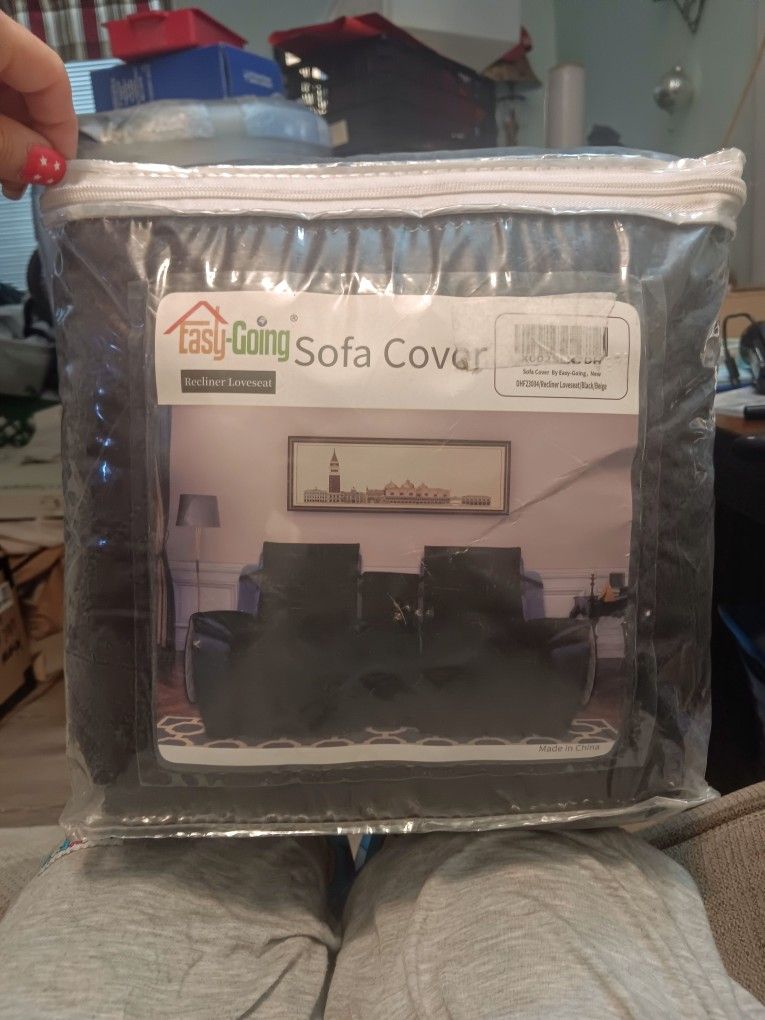 Easy-Going® Sofa Cover
Recliner Loveseat
Sofa Cover By Easy-Going, New
OHF23004/Recliner Loveseat/Black/Beige
Made in China